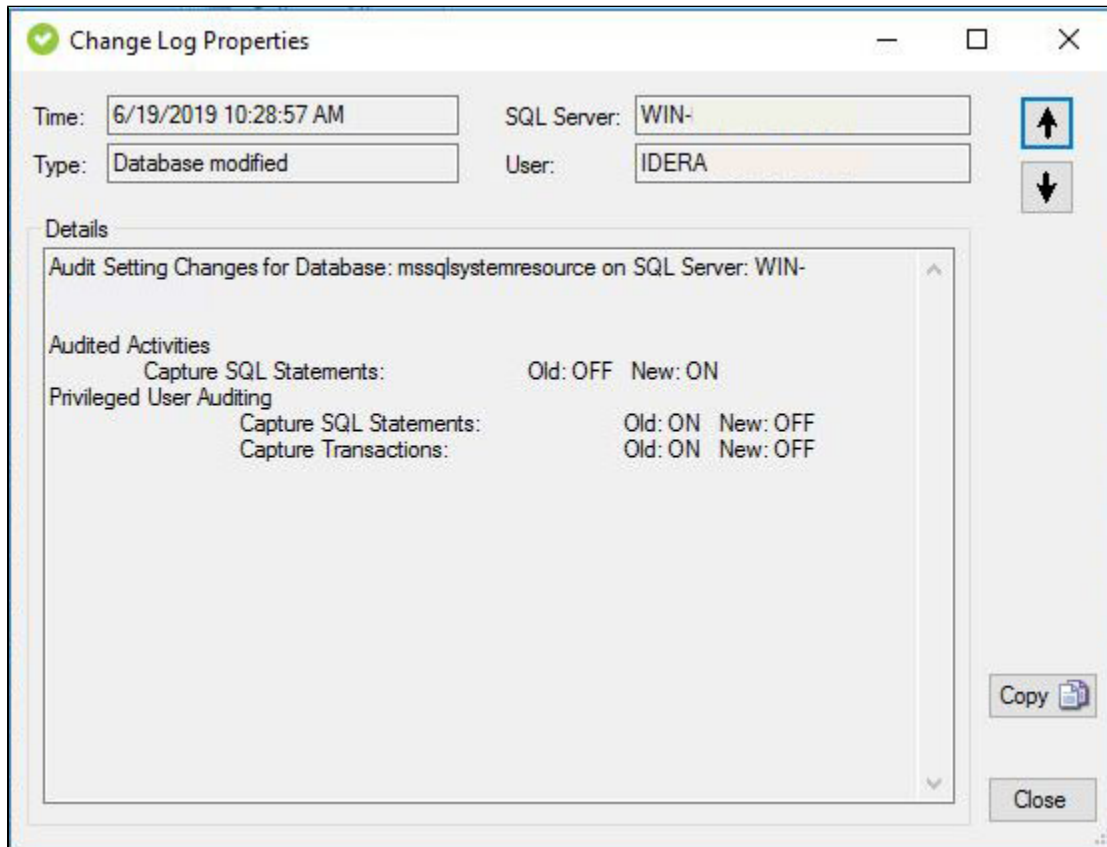 Change Log Properties
Time: 6/19/2019 10:28:57 AM SQL Server: WIN-
Type: Database modified User: IDERA
Details
Audit Setting Changes for Database: mssqlsystemresource on SQL Server: WIN-
Audited Activities
Capture SQL Statements: Old: OFF New: ON
Privileged User Auditing
Capture SQL Statements: Old: ON New: OFF
Capture Transactions: Old: ON New: OFF
Copy
Close